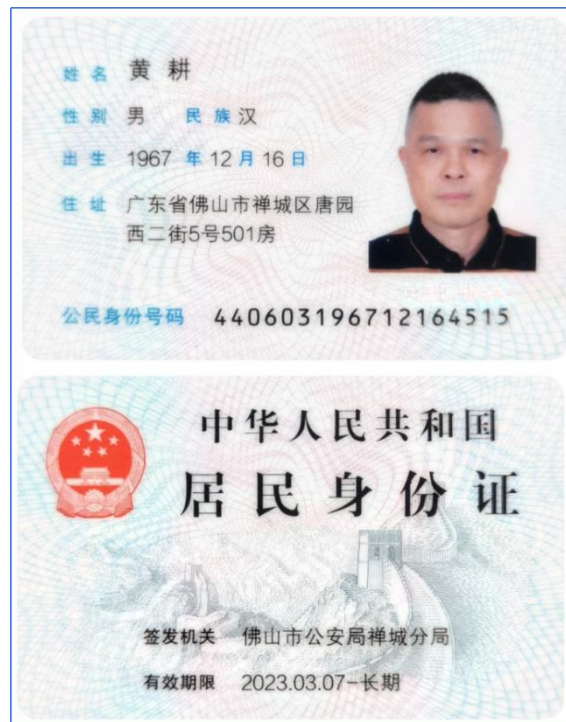 姓名 黄耕
性别 男 民族 汉
出生 1967 年 12 月 16 日
住址 广东省佛山市禅城区唐园
西二街5号501房
公民身份号码 440603196712164515
中华人民共和国
居民身份证
签发机关 佛山市公安局禅城分局
有效期限 2023.03.07-长期